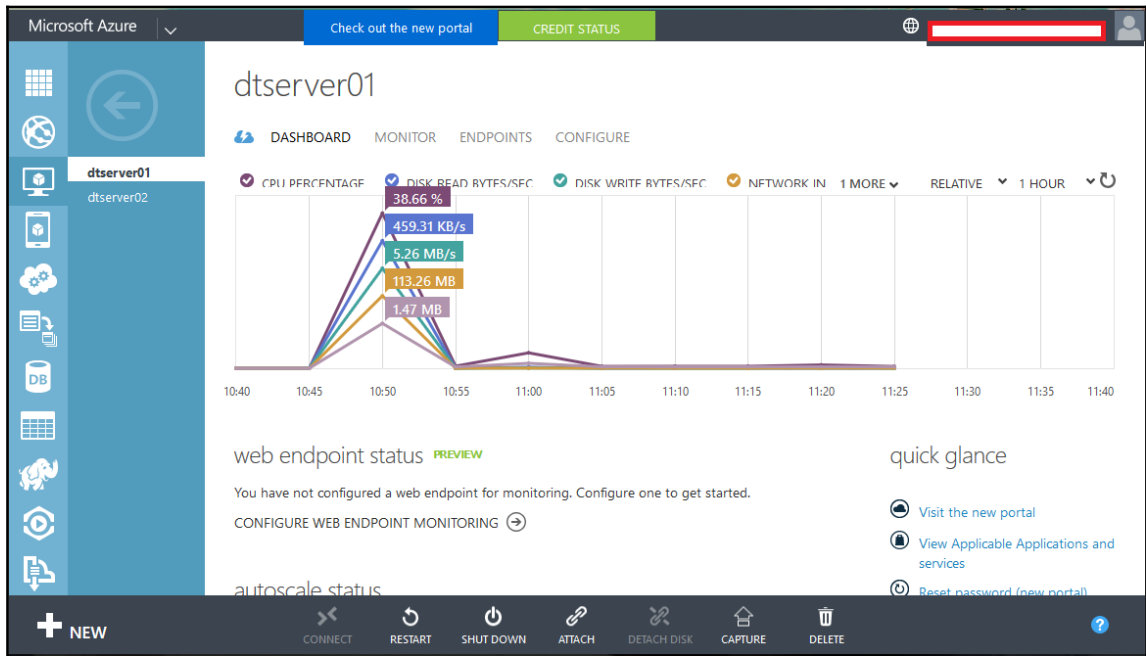 Microsoft Azure
Check out the new portal
CREDIT STATUS
dtserver01
dtserver02
dtserver01
DASHBOARD MONITOR ENDPOINTS CONFIGURE
CPU PERCENTAGE DISK READ BYTES/SEC DISK WRITE BYTES/SEC NETWORK IN 1 MORE RELATIVE 1 HOUR
38.66 %
459.31 KB/s
5.26 MB/s
113.26 MB
1.47 MB
10:40 10:45 10:50 10:55 11:00 11:05 11:10 11:15 11:20 11:25 11:30 11:35 11:40
web endpoint status PREVIEW
You have not configured a web endpoint for monitoring. Configure one to get started.
CONFIGURE WEB ENDPOINT MONITORING
autoscale status
quick glance
Visit the new portal
View Applicable Applications and
services
Reset password (new portal)
DB
NEW
CONNECT RESTART SHUT DOWN ATTACH DETACH DISK CAPTURE DELETE
?